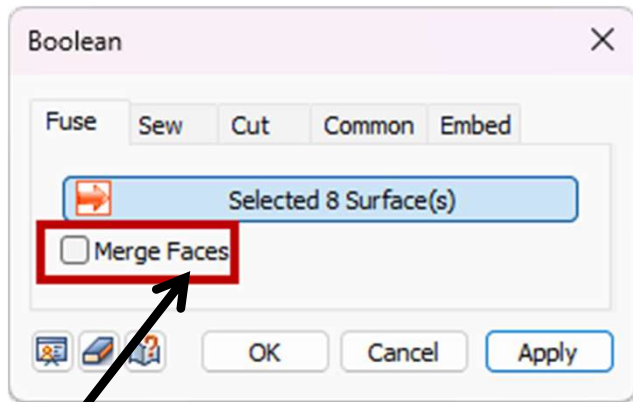 Boolean
Fuse Sew Cut Common Embed
Selected 8 Surface(s)
Merge Faces
OK Cancel Apply